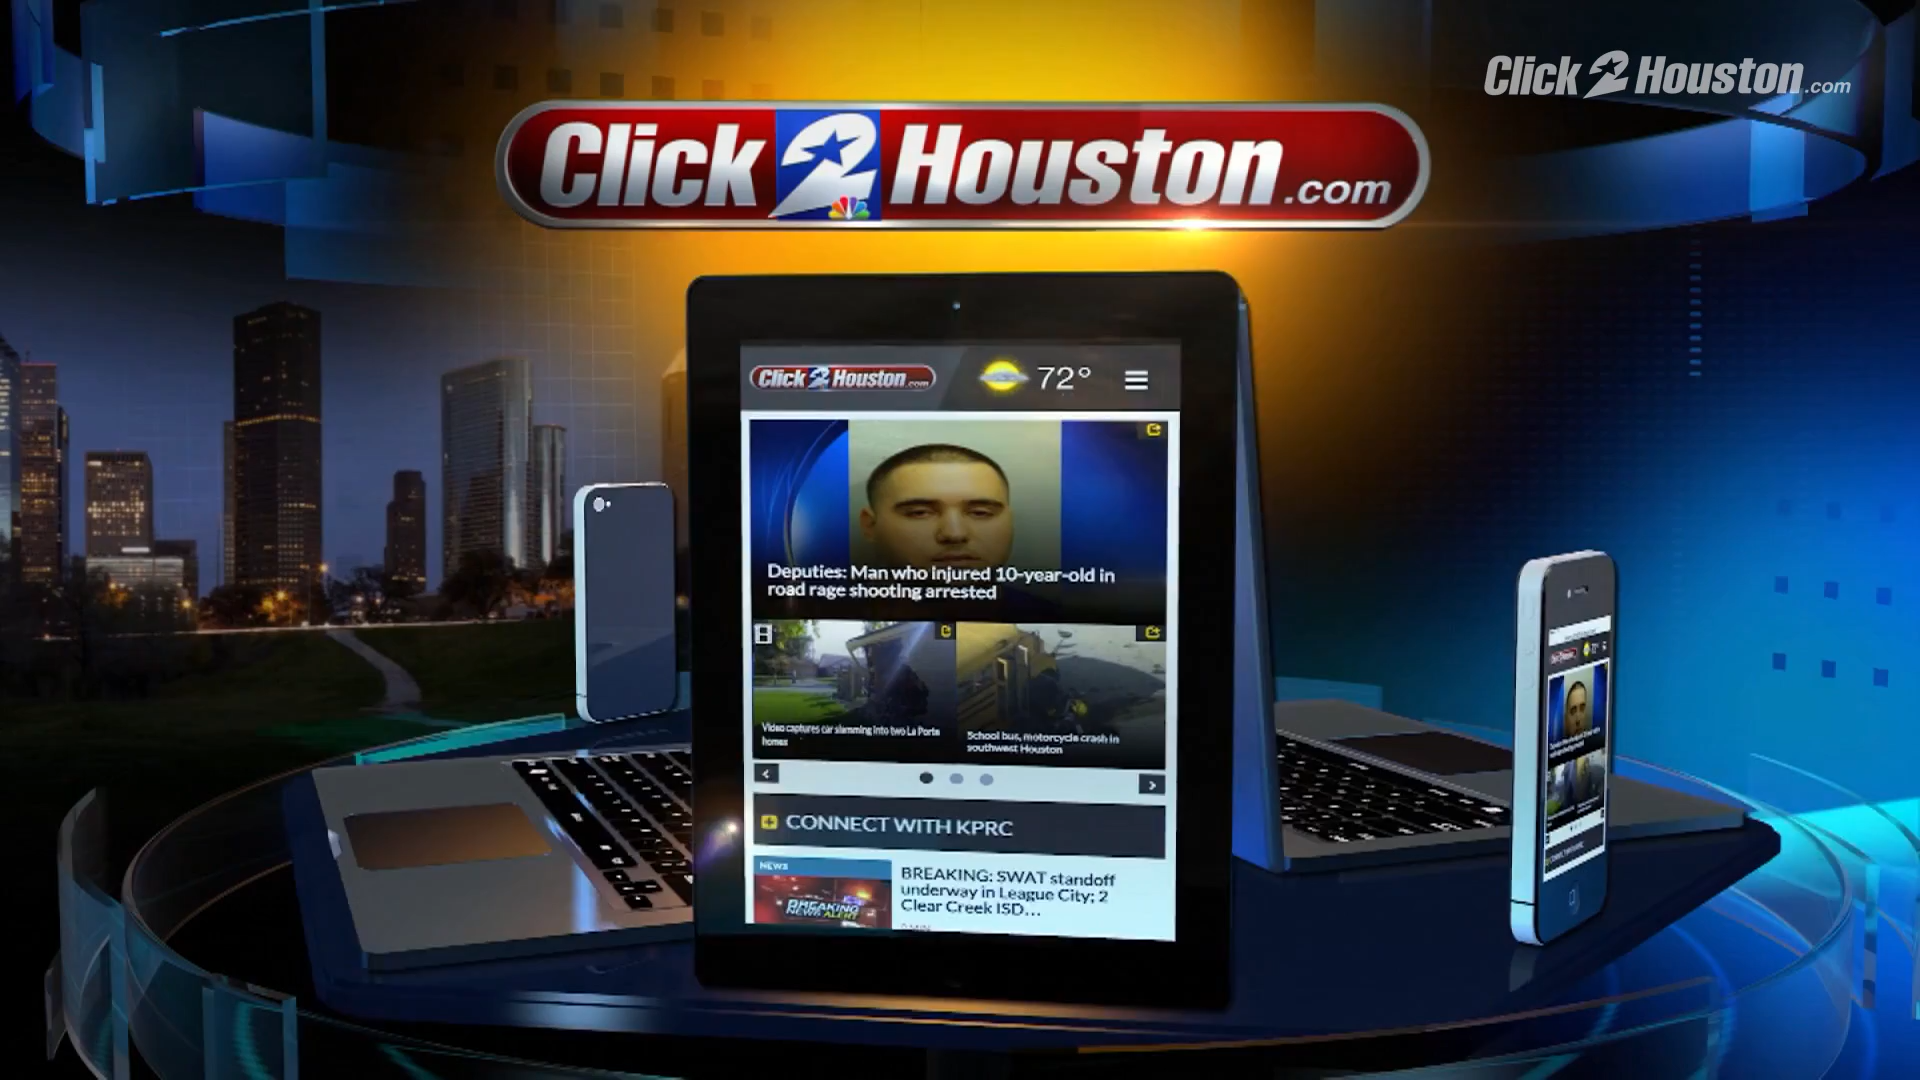 Click2Houston.com
Click2Houston.com
Click2Houston.com
72°
Deputies: Man who injured 10-year-old in
road rage shooting arrested
Video captures car slamming into two La Porte
homes
School bus, motorcycle crash in
southwest Houston
CONNECT WITH KPRC
NEWS
BREAKING
NEWS ALERT
BREAKING: SWAT standoff
underway in League City; 2
Clear Creek ISD...